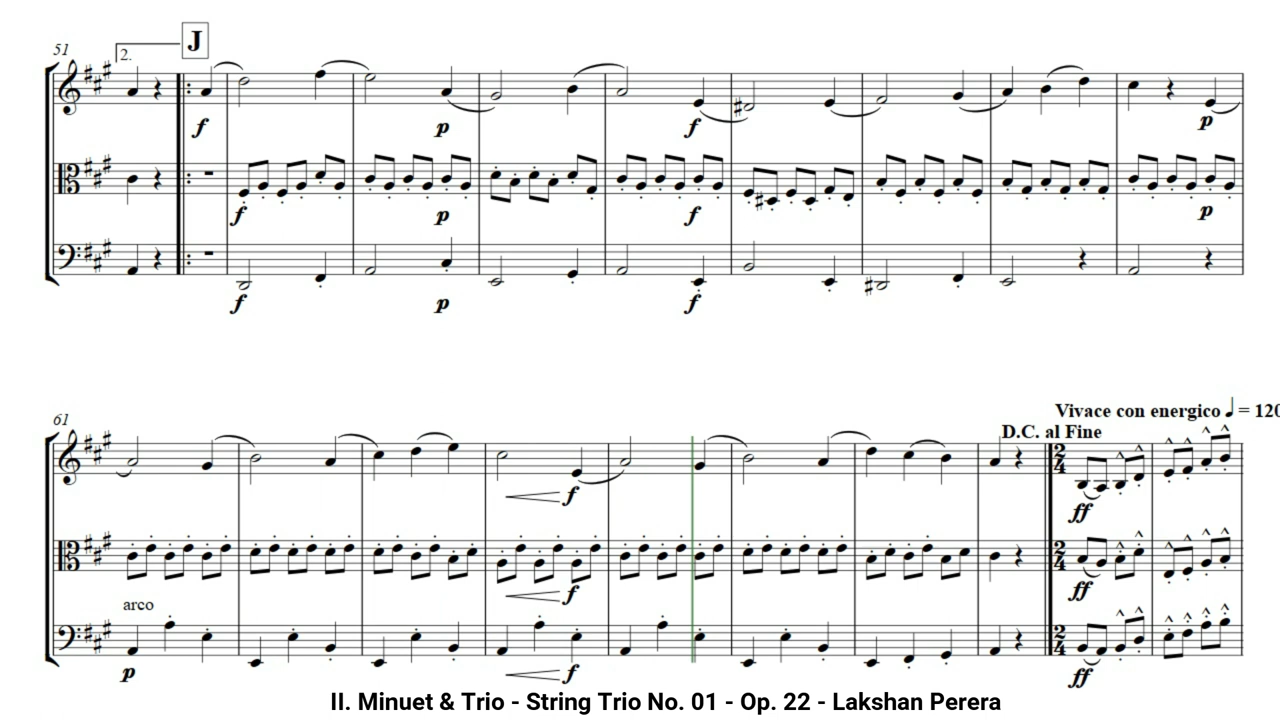 51
2.
J
f p f p
f p f p
f p f
61
Vivace con energico ♩ = 120
D.C. al Fine
f ff
f ff
arco
p f ff
II. Minuet & Trio - String Trio No. 01 - Op. 22 - Lakshan Perera